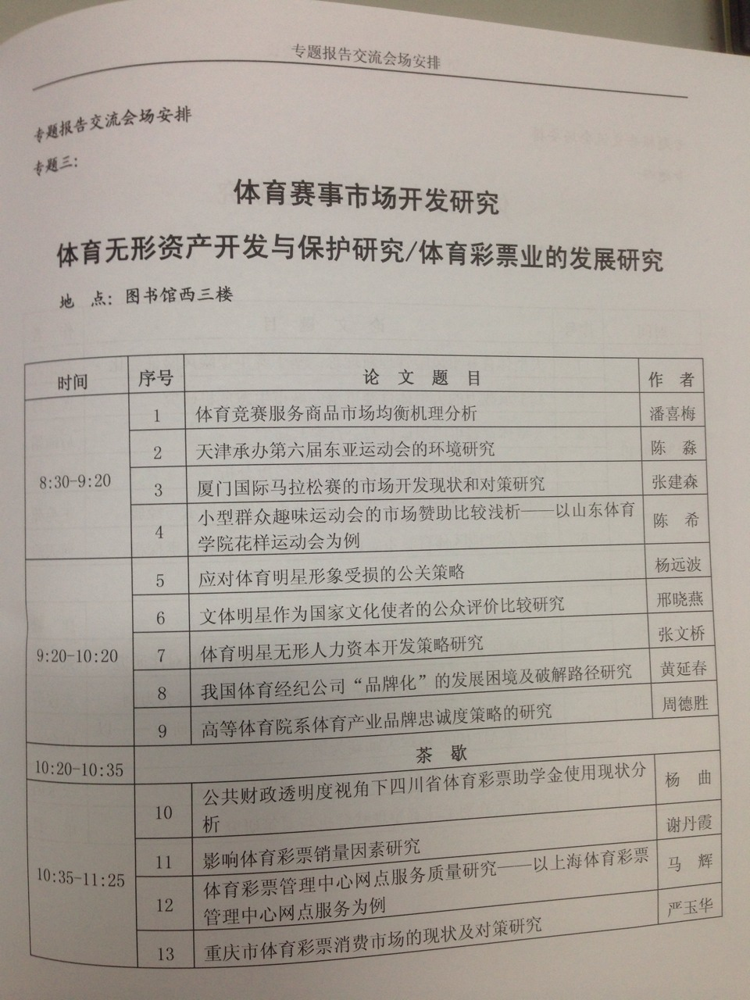 专题报告交流会场安排
专题报告交流会场安排
专题三：
体育赛事市场开发研究
体育无形资产开发与保护研究/体育彩票业的发展研究
地 点：图书馆西三楼
时间 序号 论 文 题 目 作 者
8:30-9:20
1 体育竞赛服务商品市场均衡机理分析 潘喜梅
2 天津承办第六届东亚运动会的环境研究 陈 淼
3 厦门国际马拉松赛的市场开发现状和对策研究 张建森
4 小型群众趣味运动会的市场赞助比较浅析——以山东体育
学院花样运动会为例 陈 希
9:20-10:20
5 应对体育明星形象受损的公关策略 杨远波
6 文体明星作为国家文化使者的公众评价比较研究 邢晓燕
7 体育明星无形人力资本开发策略研究 张文桥
8 我国体育经纪公司“品牌化”的发展困境及破解路径研究 黄延春
9 高等体育院系体育产业品牌忠诚度策略的研究 周德胜
10:20-10:35 茶 歇
10:35-11:25
10 公共财政透明度视角下四川省体育彩票助学金使用现状分
析 杨 曲
11 影响体育彩票销量因素研究 谢丹霞
12 体育彩票管理中心网点服务质量研究——以上海体育彩票
管理中心网点服务为例 马 辉
13 重庆市体育彩票消费市场的现状及对策研究 严玉华